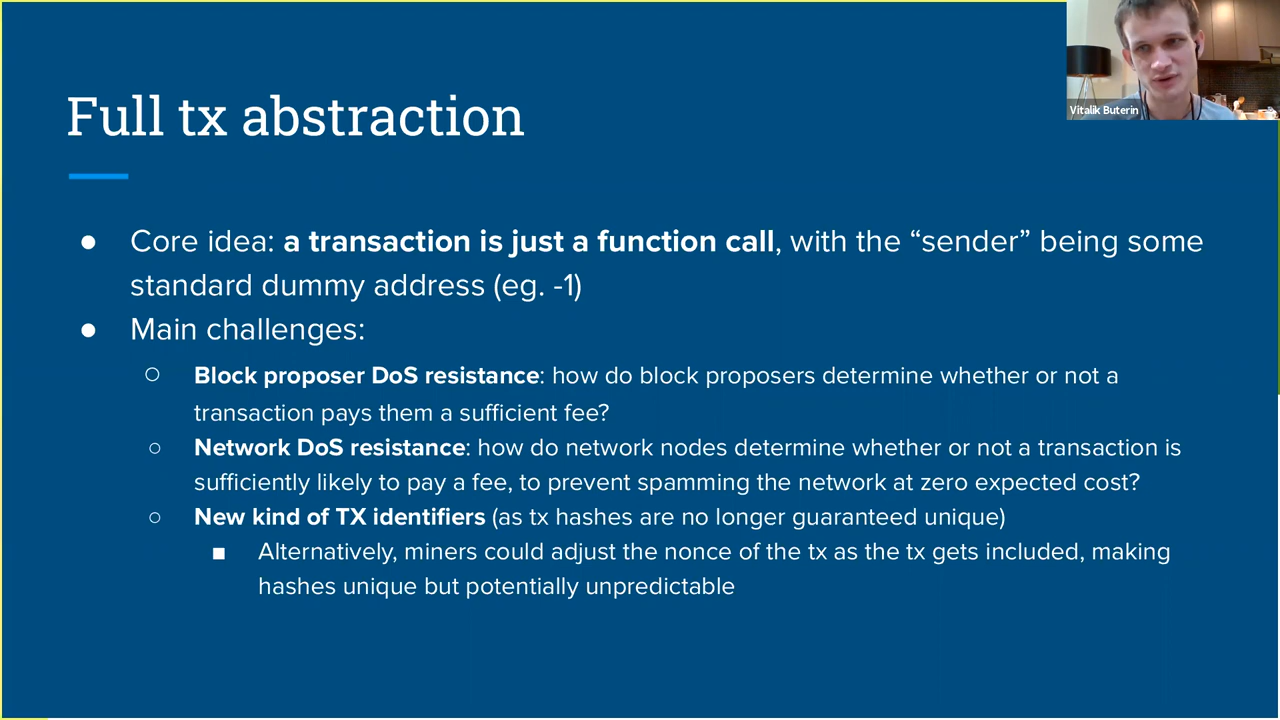 Vitalik Buterin
Full tx abstraction
● Core idea: a transaction is just a function call, with the “sender” being some
standard dummy address (eg. -1)
● Main challenges:
○ Block proposer DoS resistance: how do block proposers determine whether or not a
transaction pays them a sufficient fee?
○ Network DoS resistance: how do network nodes determine whether or not a transaction is
sufficiently likely to pay a fee, to prevent spamming the network at zero expected cost?
○ New kind of TX identifiers (as tx hashes are no longer guaranteed unique)
■ Alternatively, miners could adjust the nonce of the tx as the tx gets included, making
hashes unique but potentially unpredictable